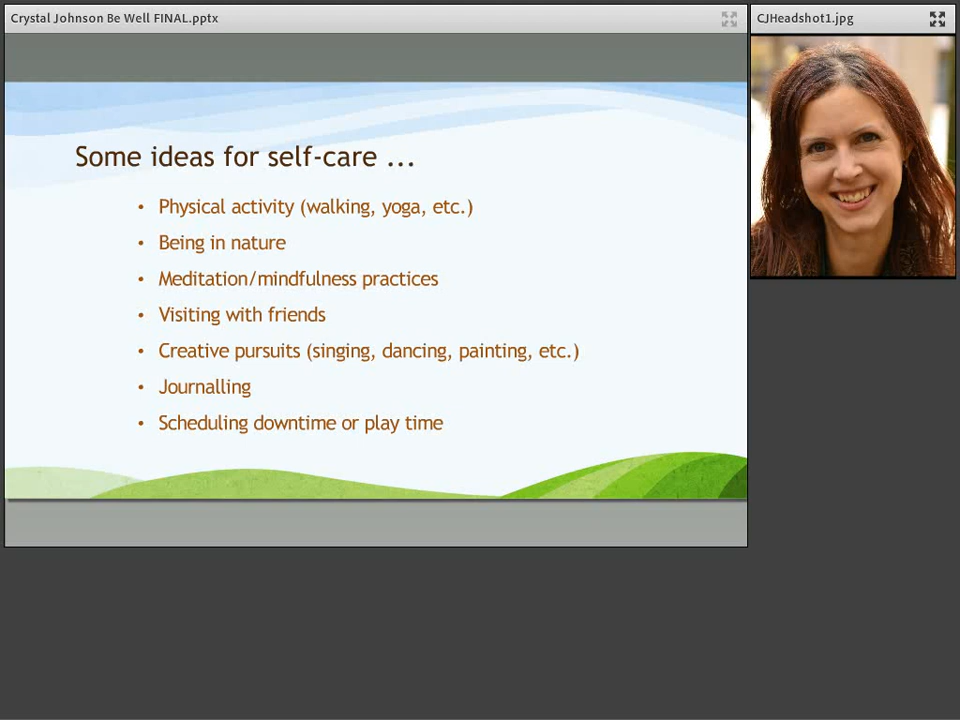 Crystal Johnson Be Well FINAL.pptx
CJHeadshot1.jpg
Some ideas for self-care ...
• Physical activity (walking, yoga, etc.)
• Being in nature
• Meditation/mindfulness practices
• Visiting with friends
• Creative pursuits (singing, dancing, painting, etc.)
• Journalling
• Scheduling downtime or play time